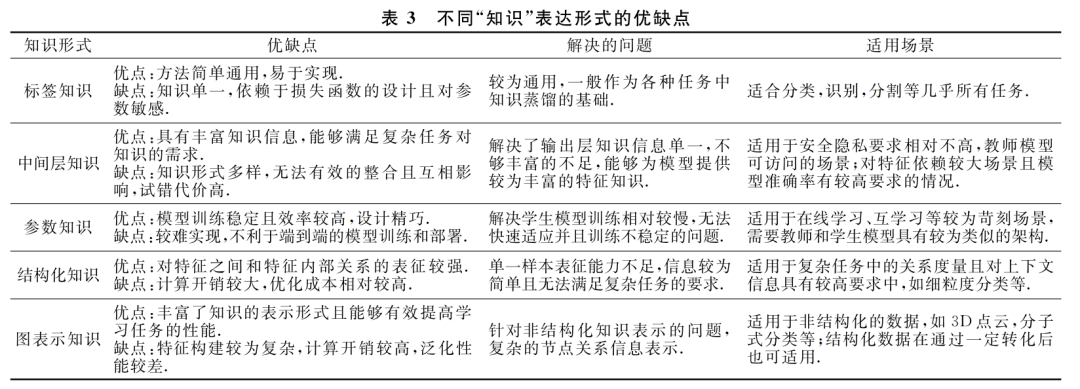 表 3 不同“知识”表达形式的优缺点
知识形式 优缺点 解决的问题 适用场景
标签知识
优点:方法简单通用,易于实现.
缺点:知识单一,依赖于损失函数的设计且对参
数敏感.
较为通用,一般作为各种任务中
知识蒸馏的基础.
适合分类,识别,分割等几乎所有任务.
中间层知识
优点:具有丰富知识信息,能够满足复杂任务对
知识的需求.
缺点:知识形式多样,无法有效的整合且互相影
响,试错代价高.
解决了输出层知识信息单一,不
够丰富的不足,能够为模型提供
较为丰富的特征知识.
适用于安全隐私要求相对不高,教师模型
可访问的场景;对特征依赖较大场景且模
型准确率有较高要求的情况.
参数知识
优点:模型训练稳定且效率较高,设计精巧.
缺点:较难实现,不利于端到端的模型训练和部署.
解决学生模型训练相对较慢,无法
快速适应并且训练不稳定的问题.
适用于在线学习、互学习等较为苛刻场景,
需要教师和学生模型具有较为类似的架构.
结构化知识
优点:对特征之间和特征内部关系的表征较强.
缺点:计算开销较大,优化成本相对较高.
单一样本表征能力不足,信息较为
简单且无法满足复杂任务的要求.
适用于复杂任务中的关系度量且对上下文
信息具有较高要求中,如细粒度分类等.
图表示知识
优点:丰富了知识的表示形式且能够有效提高学
习任务的性能.
缺点:特征构建较为复杂,计算开销较高,泛化性
能较差.
针对非结构化知识表示的问题,
复杂的节点关系信息表示.
适用于非结构化的数据,如 3D 点云,分子
式分类等;结构化数据在通过一定转化后
也可适用.